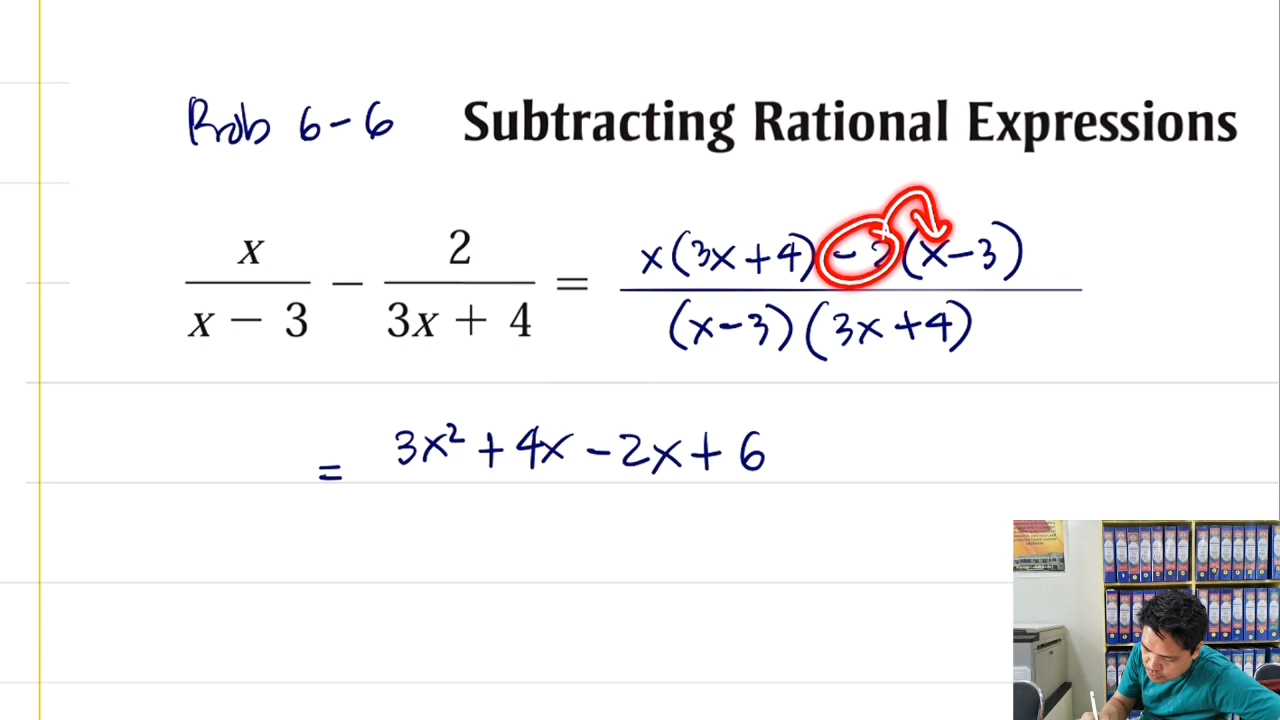 Prob 6-6 Subtracting Rational Expressions
x/(x − 3) − 2/(3x + 4) = x(3x+4) -2(x-3)/(x-3)(3x+4)
= 3x²+4x-2x+6